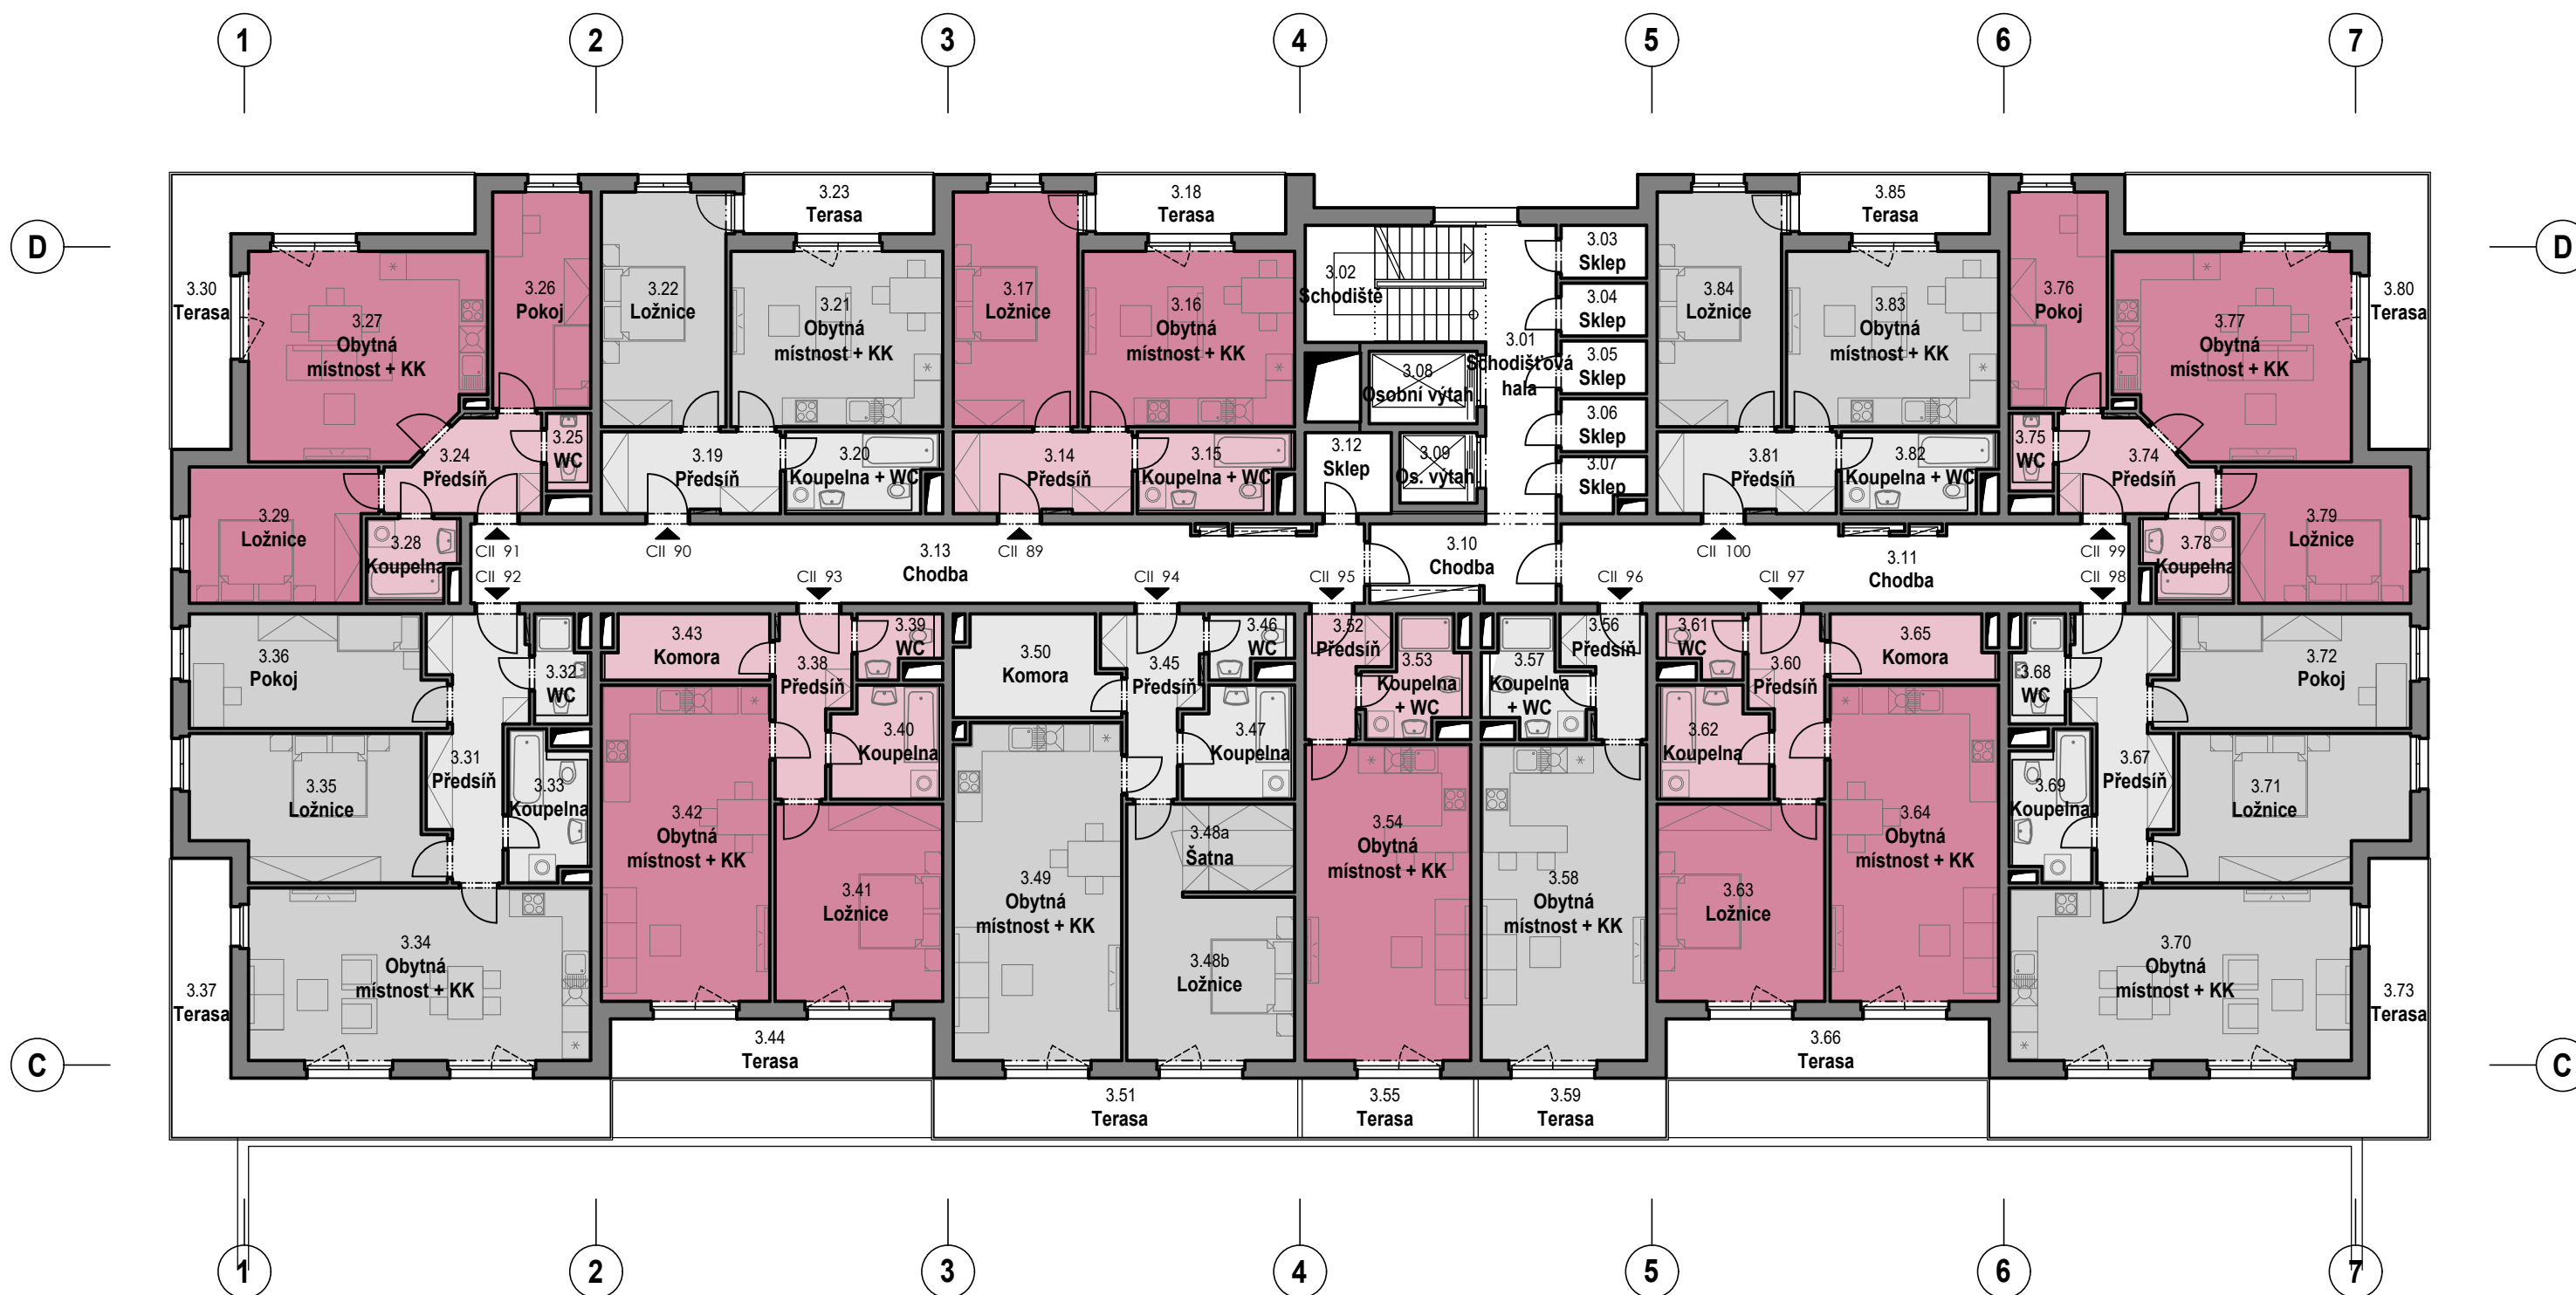 1
2
3
4
5
6
7
D
D
3.30
Terasa
3.27
Obytná
místnost + KK
3.26
Pokoj
3.25
WC
3.24
Předsíň
3.29
Ložnice
3.28
Koupelna
3.22
Ložnice
3.23
Terasa
3.21
Obytná
místnost + KK
3.19
Předsíň
3.20
Koupelna + WC
3.17
Ložnice
3.18
Terasa
3.16
Obytná
místnost + KK
3.14
Předsíň
3.15
Koupelna + WC
3.02
Schodiště
3.01
Schodišťová
hala
3.08
Osobní výtah
3.09
Os. výtah
3.12
Sklep
3.03
Sklep
3.04
Sklep
3.05
Sklep
3.06
Sklep
3.07
Sklep
3.84
Ložnice
3.85
Terasa
3.83
Obytná
místnost + KK
3.81
Předsíň
3.82
Koupelna + WC
3.76
Pokoj
3.77
Obytná
místnost + KK
3.80
Terasa
3.75
WC
3.74
Předsíň
3.79
Ložnice
3.78
Koupelna
CII 91
CII 90
3.13
Chodba
CII 89
3.10
Chodba
CII 100
3.11
Chodba
CII 99
CII 92
CII 93
CII 94
CII 95
CII 96
CII 97
CII 98
3.36
Pokoj
3.32
WC
3.31
Předsíň
3.33
Koupelna
3.35
Ložnice
3.34
Obytná
místnost + KK
3.37
Terasa
3.43
Komora
3.38
Předsíň
3.39
WC
3.40
Koupelna
3.42
Obytná
místnost + KK
3.41
Ložnice
3.44
Terasa
3.50
Komora
3.45
Předsíň
3.46
WC
3.47
Koupelna
3.48a
Šatna
3.49
Obytná
místnost + KK
3.48b
Ložnice
3.51
Terasa
3.52
Předsíň
3.53
Koupelna
+ WC
3.54
Obytná
místnost + KK
3.55
Terasa
3.56
Předsíň
3.57
Koupelna
+ WC
3.58
Obytná
místnost + KK
3.59
Terasa
3.61
WC
3.60
Předsíň
3.65
Komora
3.62
Koupelna
3.63
Ložnice
3.64
Obytná
místnost + KK
3.66
Terasa
3.68
WC
3.67
Předsíň
3.72
Pokoj
3.69
Koupelna
3.71
Ložnice
3.70
Obytná
místnost + KK
3.73
Terasa
C
C
1
2
3
4
5
6
7